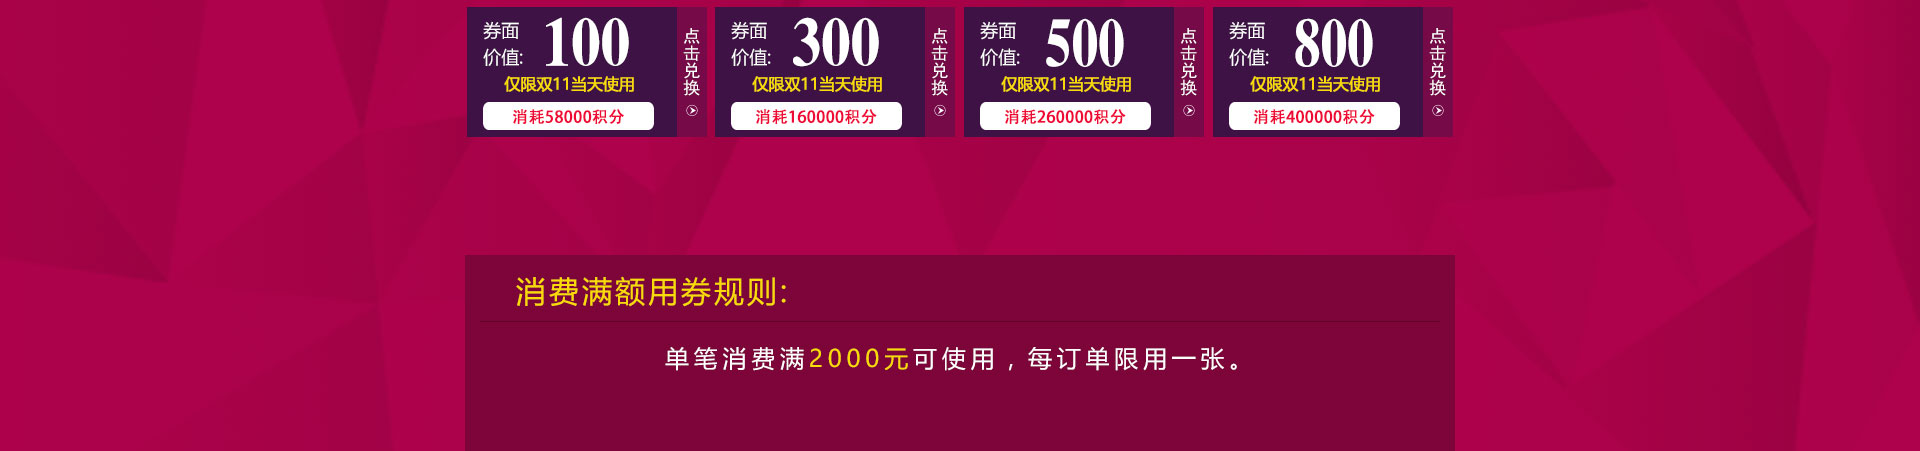 券面
价值:
100
仅限双11当天使用
消耗58000积分
点击兑换
券面
价值:
300
仅限双11当天使用
消耗160000积分
点击兑换
券面
价值:
500
仅限双11当天使用
消耗260000积分
点击兑换
券面
价值:
800
仅限双11当天使用
消耗400000积分
点击兑换
消费满额用券规则:
单笔消费满2000元可使用，每订单限用一张。